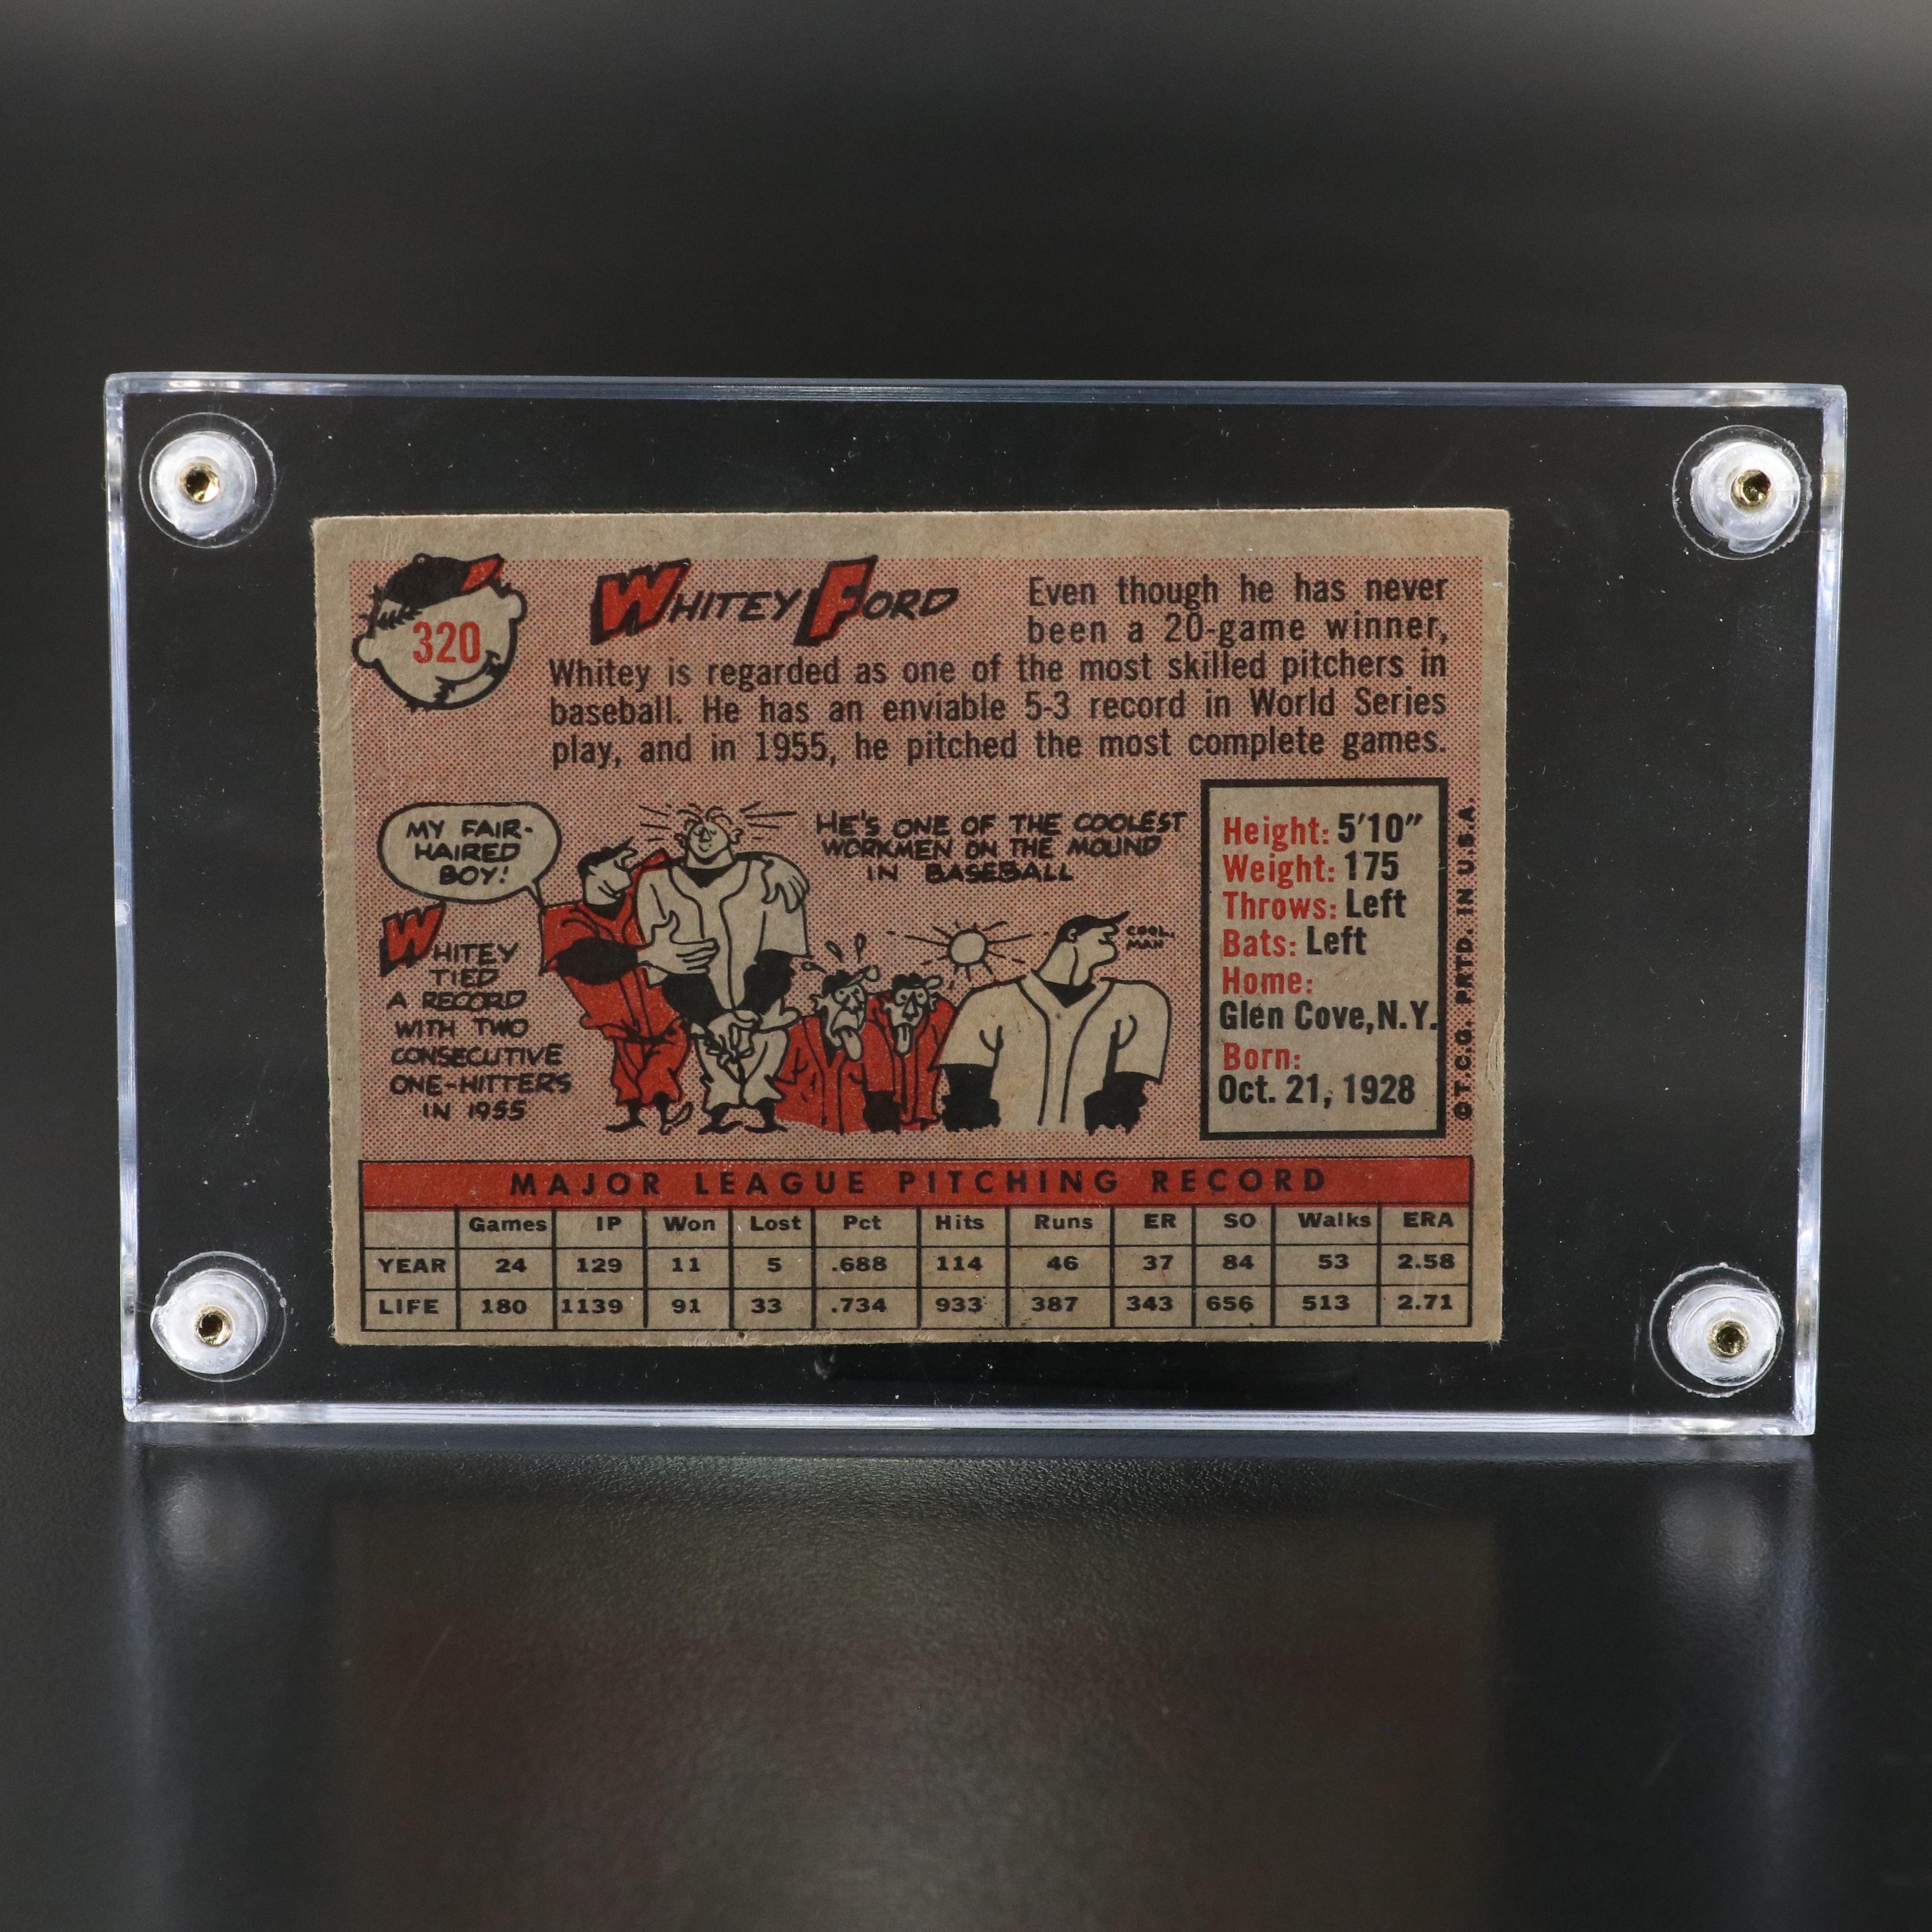 320
WHITEY FORD
Even though he has never
been a 20-game winner,
Whitey is regarded as one of the most skilled pitchers in
baseball. He has an enviable 5-3 record in World Series
play, and in 1955, he pitched the most complete games.
MY FAIR-
HAIRED
BOY!
WHITEY
TIED
A RECORD
WITH TWO
CONSECUTIVE
ONE-HITTERS
IN 1955
HE'S ONE OF THE COOLEST
WORKMEN ON THE MOUND
IN BASEBALL
COOL,
MAN
Height: 5'10"
Weight: 175
Throws: Left
Bats: Left
Home:
Glen Cove, N.Y.
Born:
Oct. 21, 1928
©T.C.G. PRTD. IN U.S.A.
MAJOR LEAGUE PITCHING RECORD
Games IP Won Lost Pct Hits Runs ER SO Walks ERA
YEAR 24 129 11 5 .688 114 46 37 84 53 2.58
LIFE 180 1139 91 33 .734 933 387 343 656 513 2.71